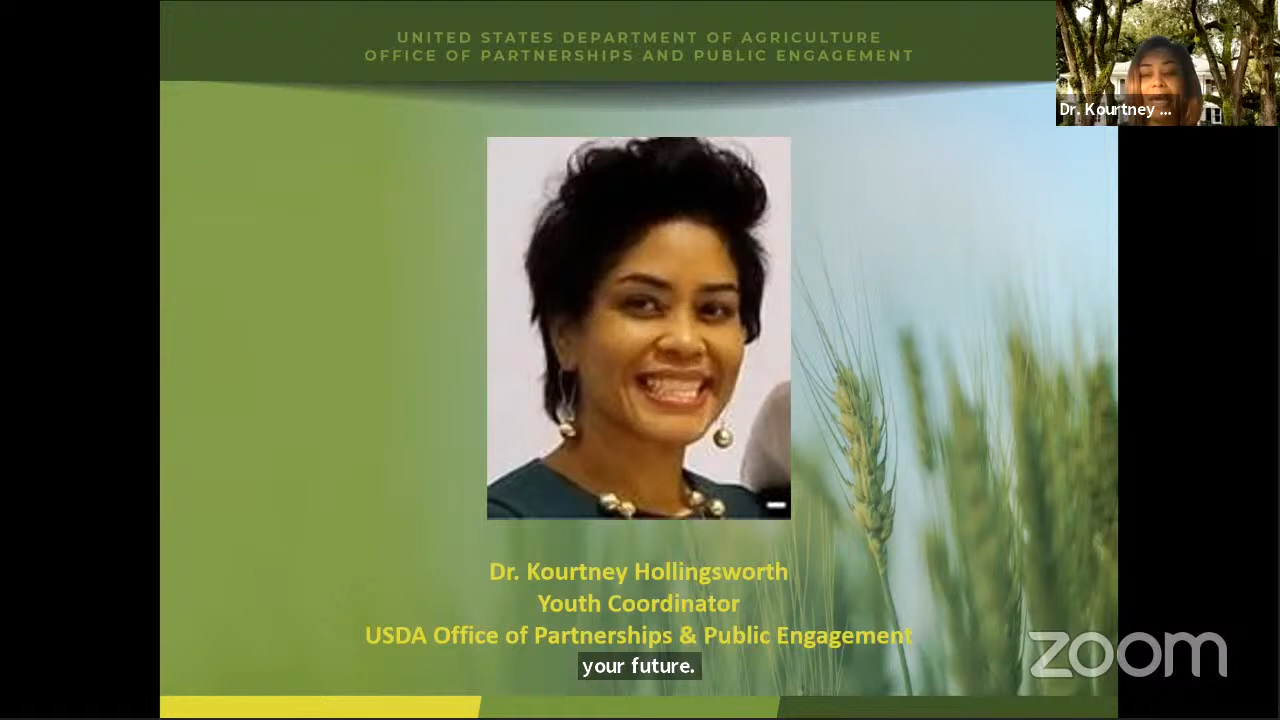 UNITED STATES DEPARTMENT OF AGRICULTURE
OFFICE OF PARTNERSHIPS AND PUBLIC ENGAGEMENT
Dr. Kourtney ...
Dr. Kourtney Hollingsworth
Youth Coordinator
USDA Office of Partnerships & Public Engagement
your future.
zoom